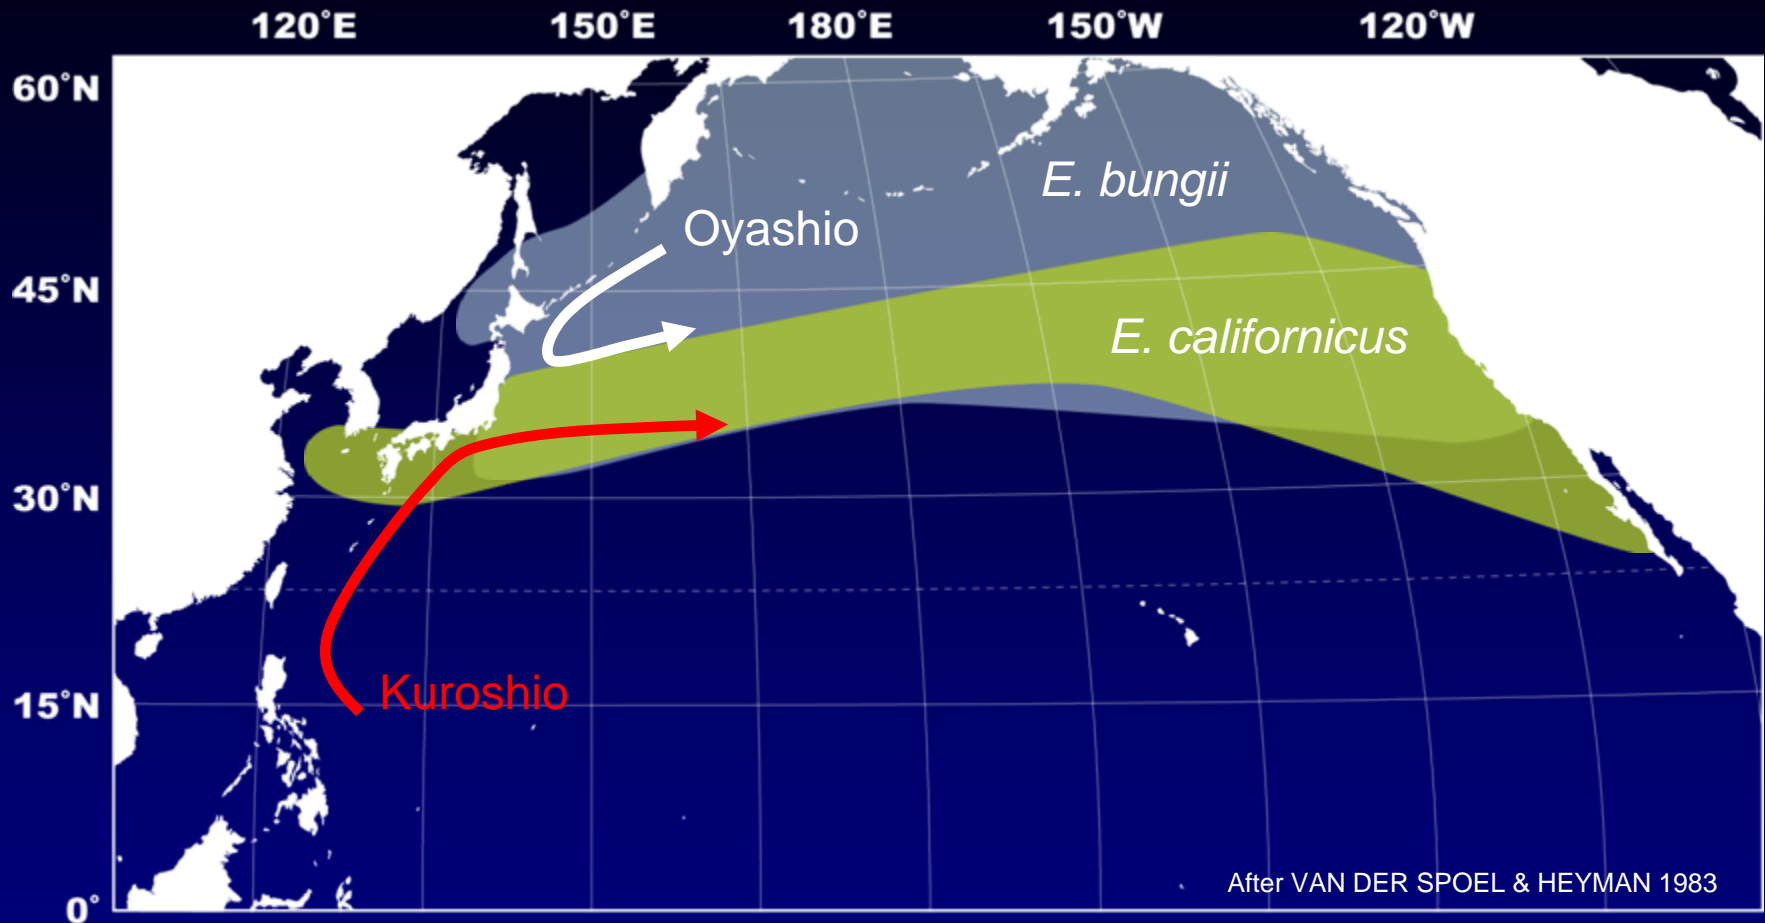 120°E 150°E 180°E 150°W 120°W
60°N
E. bungii
Oyashio
45°N
E. californicus
30°N
Kuroshio
15°N
After VAN DER SPOEL & HEYMAN 1983
0°